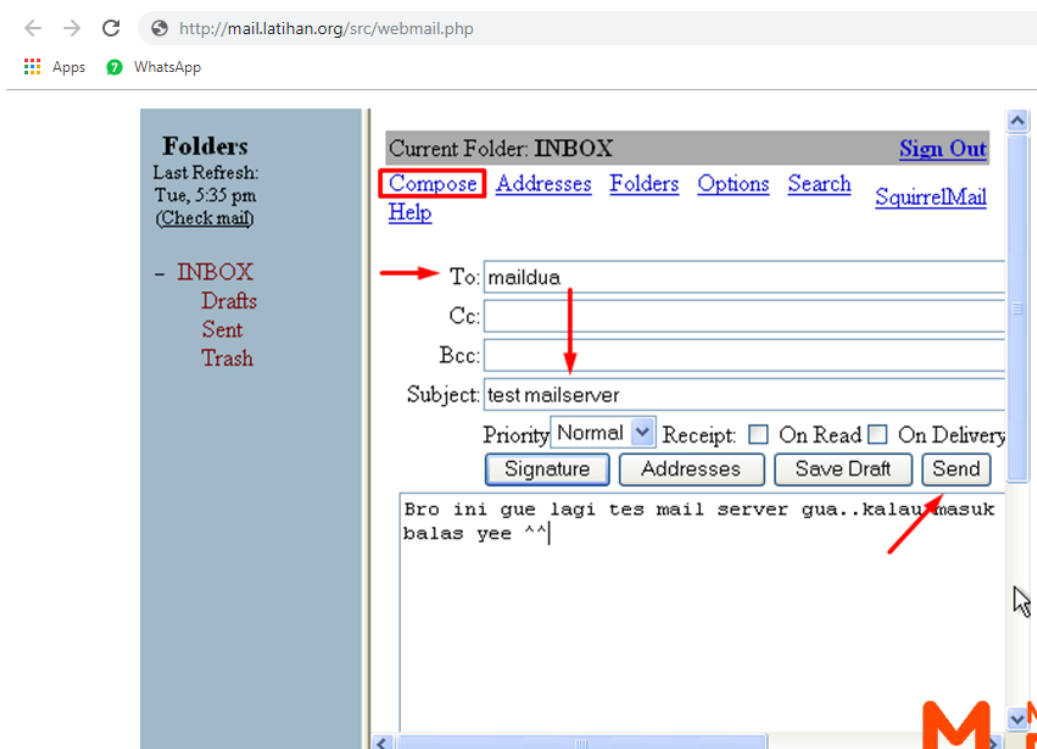 http://mail.latihan.org/src/webmail.php
Apps 7 WhatsApp
Folders
Last Refresh:
Tue, 5:35 pm
(Check mail)
– INBOX
Drafts
Sent
Trash
Current Folder: INBOX Sign Out
Compose Addresses Folders Options Search SquirrelMail
Help
To: maildua
Cc:
Bcc:
Subject: test mailserver
Priority Normal Receipt: On Read On Delivery
Signature Addresses Save Draft Send
Bro ini gue lagi tes mail server gua..kalau masuk
balas yee ^^